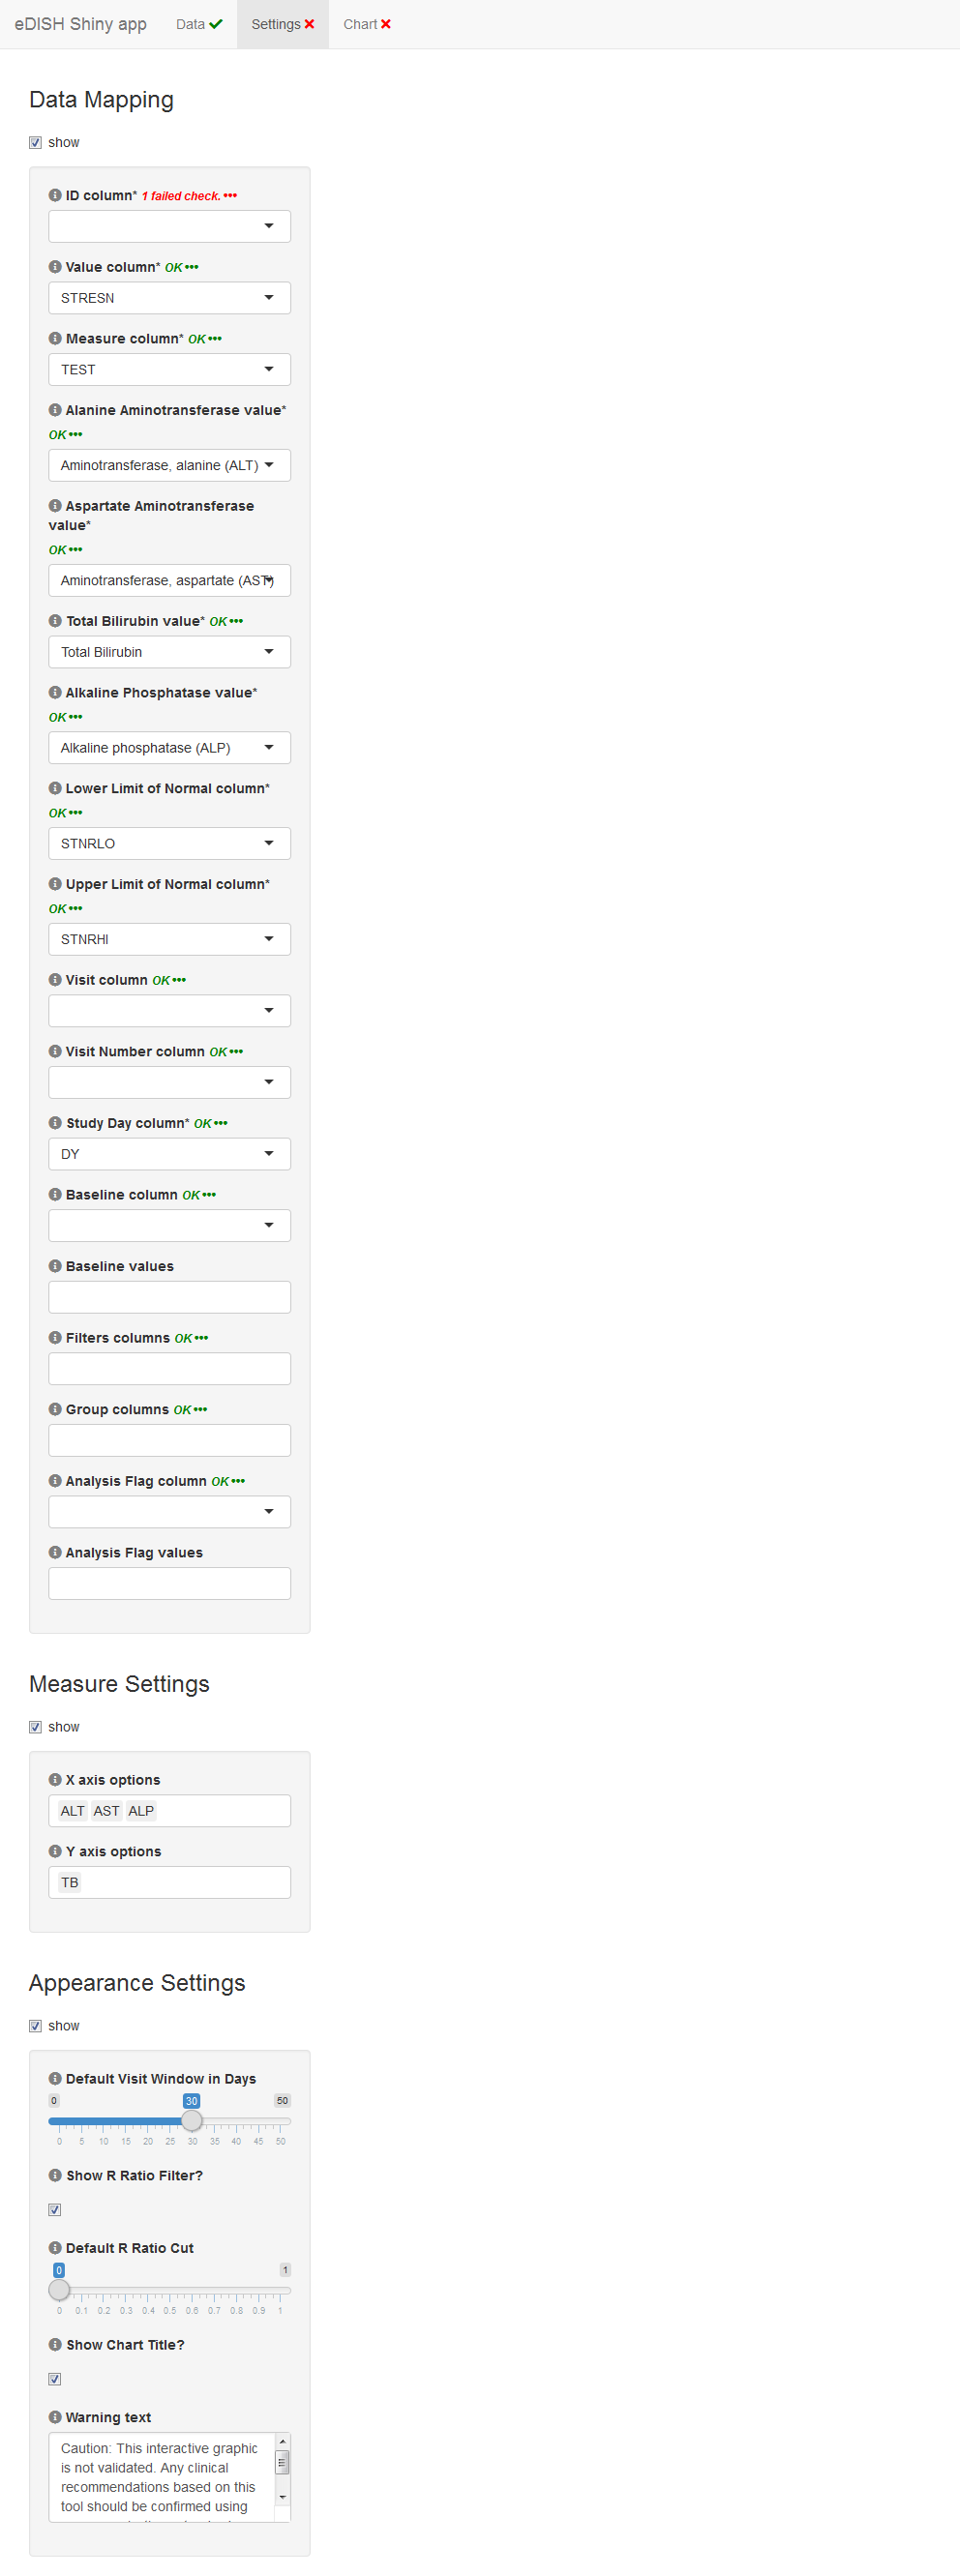 eDISH Shiny app Data Settings Chart
Data Mapping
show
ID column* 1 failed check. •••
Value column* OK •••
STRESN
Measure column* OK •••
TEST
Alanine Aminotransferase value*
OK •••
Aminotransferase, alanine (ALT)
Aspartate Aminotransferase
value*
OK •••
Aminotransferase, aspartate (AST)
Total Bilirubin value* OK •••
Total Bilirubin
Alkaline Phosphatase value*
OK •••
Alkaline phosphatase (ALP)
Lower Limit of Normal column*
OK •••
STNRLO
Upper Limit of Normal column*
OK •••
STNRHI
Visit column OK •••
Visit Number column OK •••
Study Day column* OK •••
DY
Baseline column OK •••
Baseline values
Filters columns OK •••
Group columns OK •••
Analysis Flag column OK •••
Analysis Flag values
Measure Settings
show
X axis options
ALT AST ALP
Y axis options
TB
Appearance Settings
show
Default Visit Window in Days
0 30 50
0 5 10 15 20 25 30 35 40 45 50
Show R Ratio Filter?
Default R Ratio Cut
0 1
0 0.1 0.2 0.3 0.4 0.5 0.6 0.7 0.8 0.9 1
Show Chart Title?
Warning text
Caution: This interactive graphic
is not validated. Any clinical
recommendations based on this
tool should be confirmed using